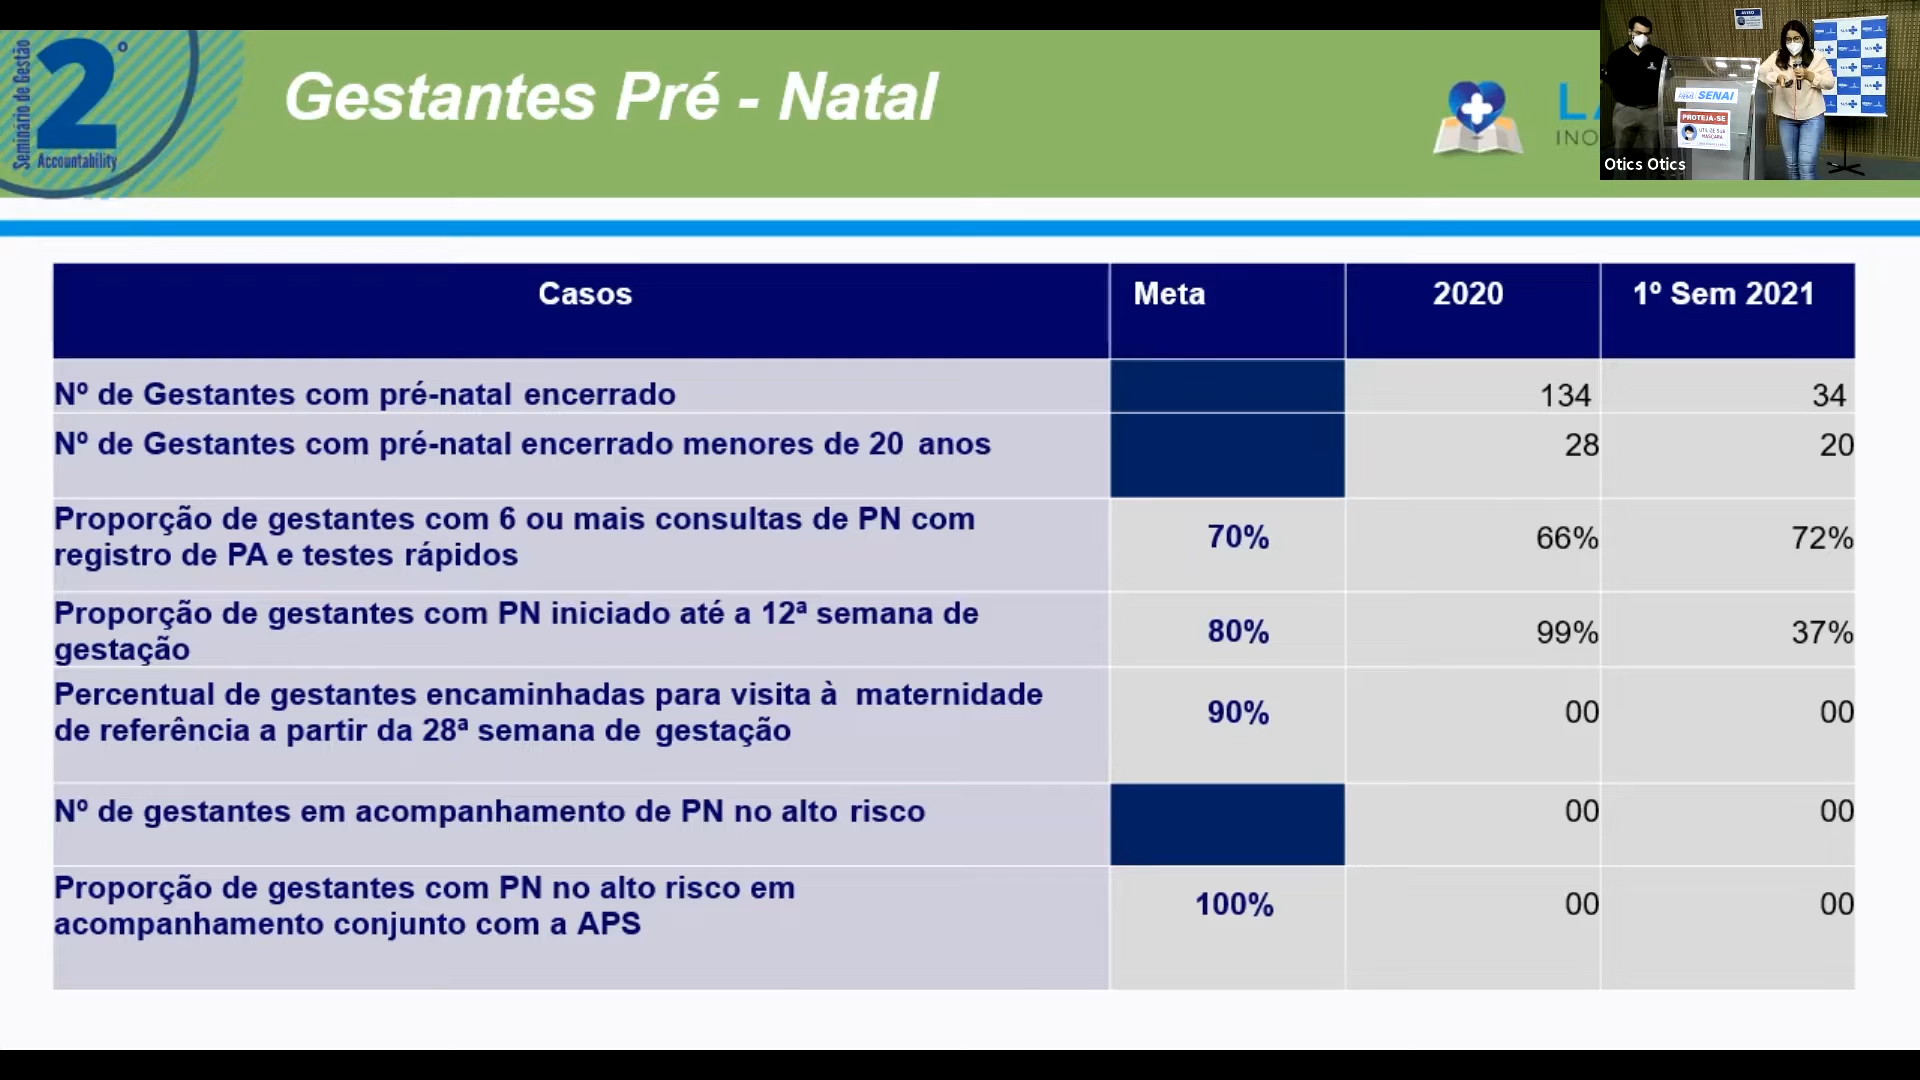 2º
Seminário de Gestão
Accountability
Gestantes Pré - Natal
INO
AVISO
SENAI
PROTEJA-SE
UTILIZE SUA
MÁSCARA
Otics Otics
Casos Meta 2020 1º Sem 2021
Nº de Gestantes com pré-natal encerrado 134 34
Nº de Gestantes com pré-natal encerrado menores de 20 anos 28 20
Proporção de gestantes com 6 ou mais consultas de PN com
registro de PA e testes rápidos 70% 66% 72%
Proporção de gestantes com PN iniciado até a 12ª semana de
gestação 80% 99% 37%
Percentual de gestantes encaminhadas para visita à maternidade
de referência a partir da 28ª semana de gestação 90% 00 00
Nº de gestantes em acompanhamento de PN no alto risco 00 00
Proporção de gestantes com PN no alto risco em
acompanhamento conjunto com a APS 100% 00 00